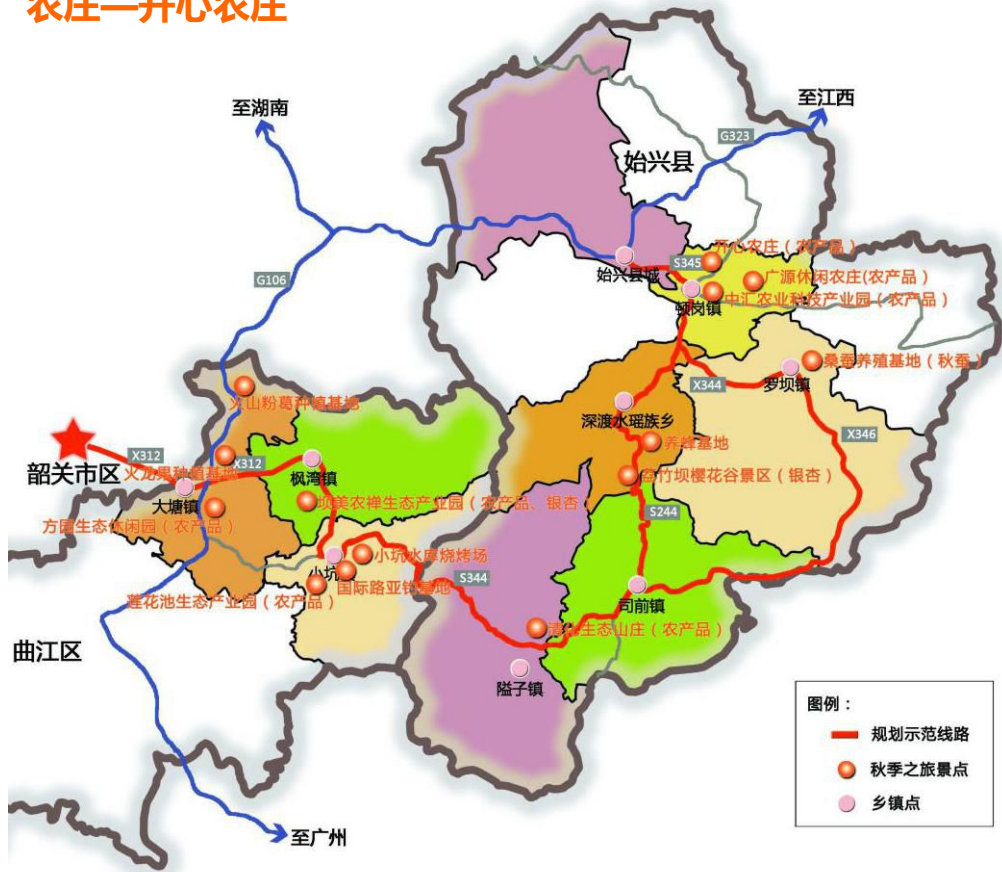 农庄—开心农庄
至湖南
至江西
G323
始兴县
G106
开心农庄（农产品）
S345
始兴县城
广源休闲农庄(农产品）
中汇农业科技产业园（农产品）
顿岗镇
桑蚕养殖基地（秋蚕）
X344
罗坝镇
火山粉葛种植基地
深渡水瑶族乡
X346
养蜂基地
X312
韶关市区
火龙果种植基地
X312
枫湾镇
大塘镇
坝美农禅生态产业园（农产品、银杏
方园生态休闲园（农产品）
岙竹坝樱花谷景区（银杏）
S244
小坑水库烧烤场
小坑
国际路亚钓基地
S344
莲花池生态产业园（农产品）
司前镇
生态山庄（农产品）
曲江区
隘子镇
图例：
规划示范线路
秋季之旅景点
乡镇点
至广州